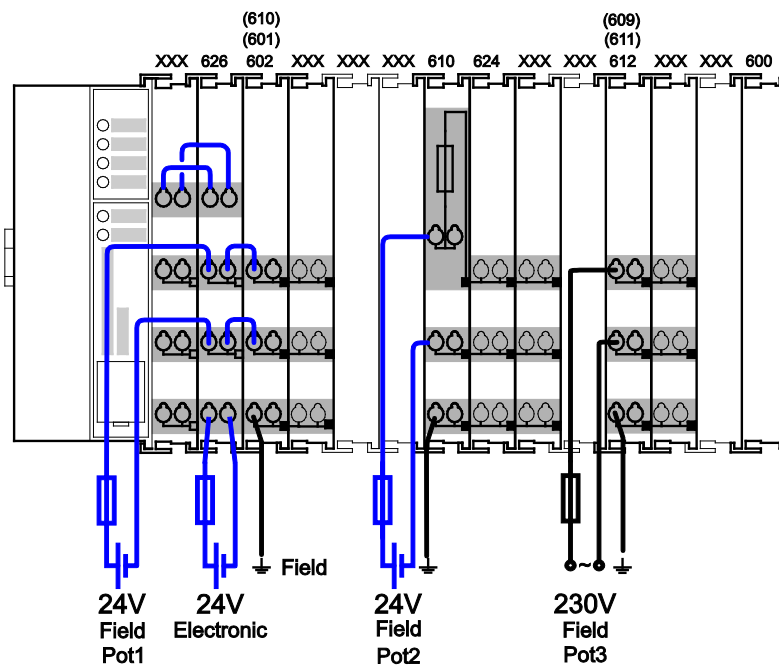 (610) (609)
(601) (611)
XXX 626 602 XXX XXX XXX 610 624 XXX XXX 612 XXX XXX 600
Field
24V 24V 24V 230V
Field Electronic Field Field
Pot1 Pot2 Pot3